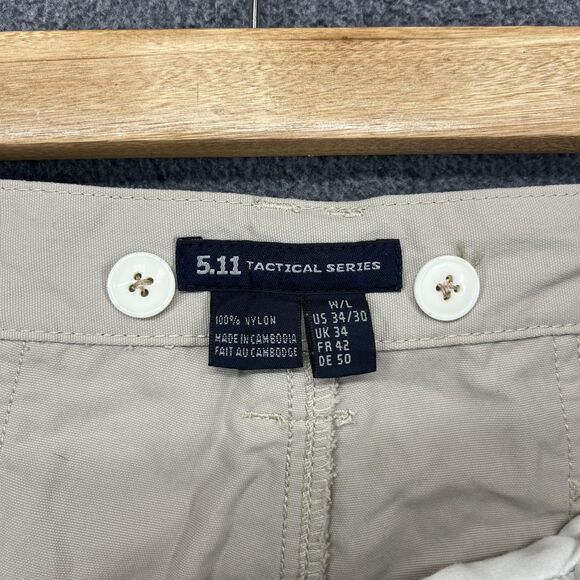 5.11 TACTICAL SERIES
100% NYLON
MADE IN CAMBODIA
FAIT AU CAMBODGE
W/L
US 34/30
UK 34
FR 42
DE 50